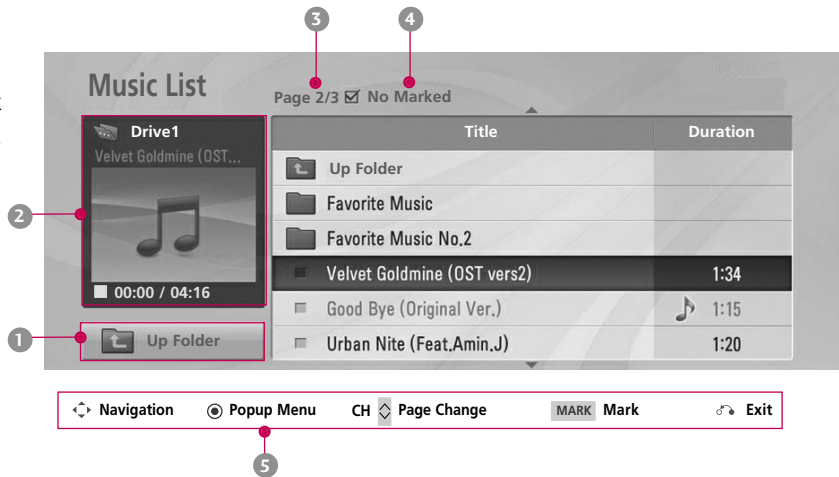 3 4
Music List
Page 2/3 No Marked
Drive1
Velvet Goldmine (OST...
2
00:00 / 04:16
1
Up Folder
Title Duration
Up Folder
Favorite Music
Favorite Music No.2
Velvet Goldmine (OST vers2) 1:34
Good Bye (Original Ver.) 1:15
Urban Nite (Feat.Amin.J) 1:20
Navigation Popup Menu CH Page Change MARK Mark Exit
5